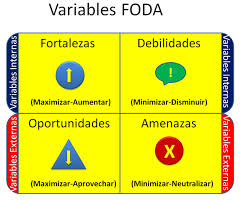 Variables FODA
Variables Internas
Fortalezas
(Maximizar-Aumentar)
Debilidades
!
(Minimizar-Disminuir)
Variables Internas
Variables Externas
Oportunidades
(Maximizar-Aprovechar)
Amenazas
X
(Minimizar-Neutralizar)
Variables Externas